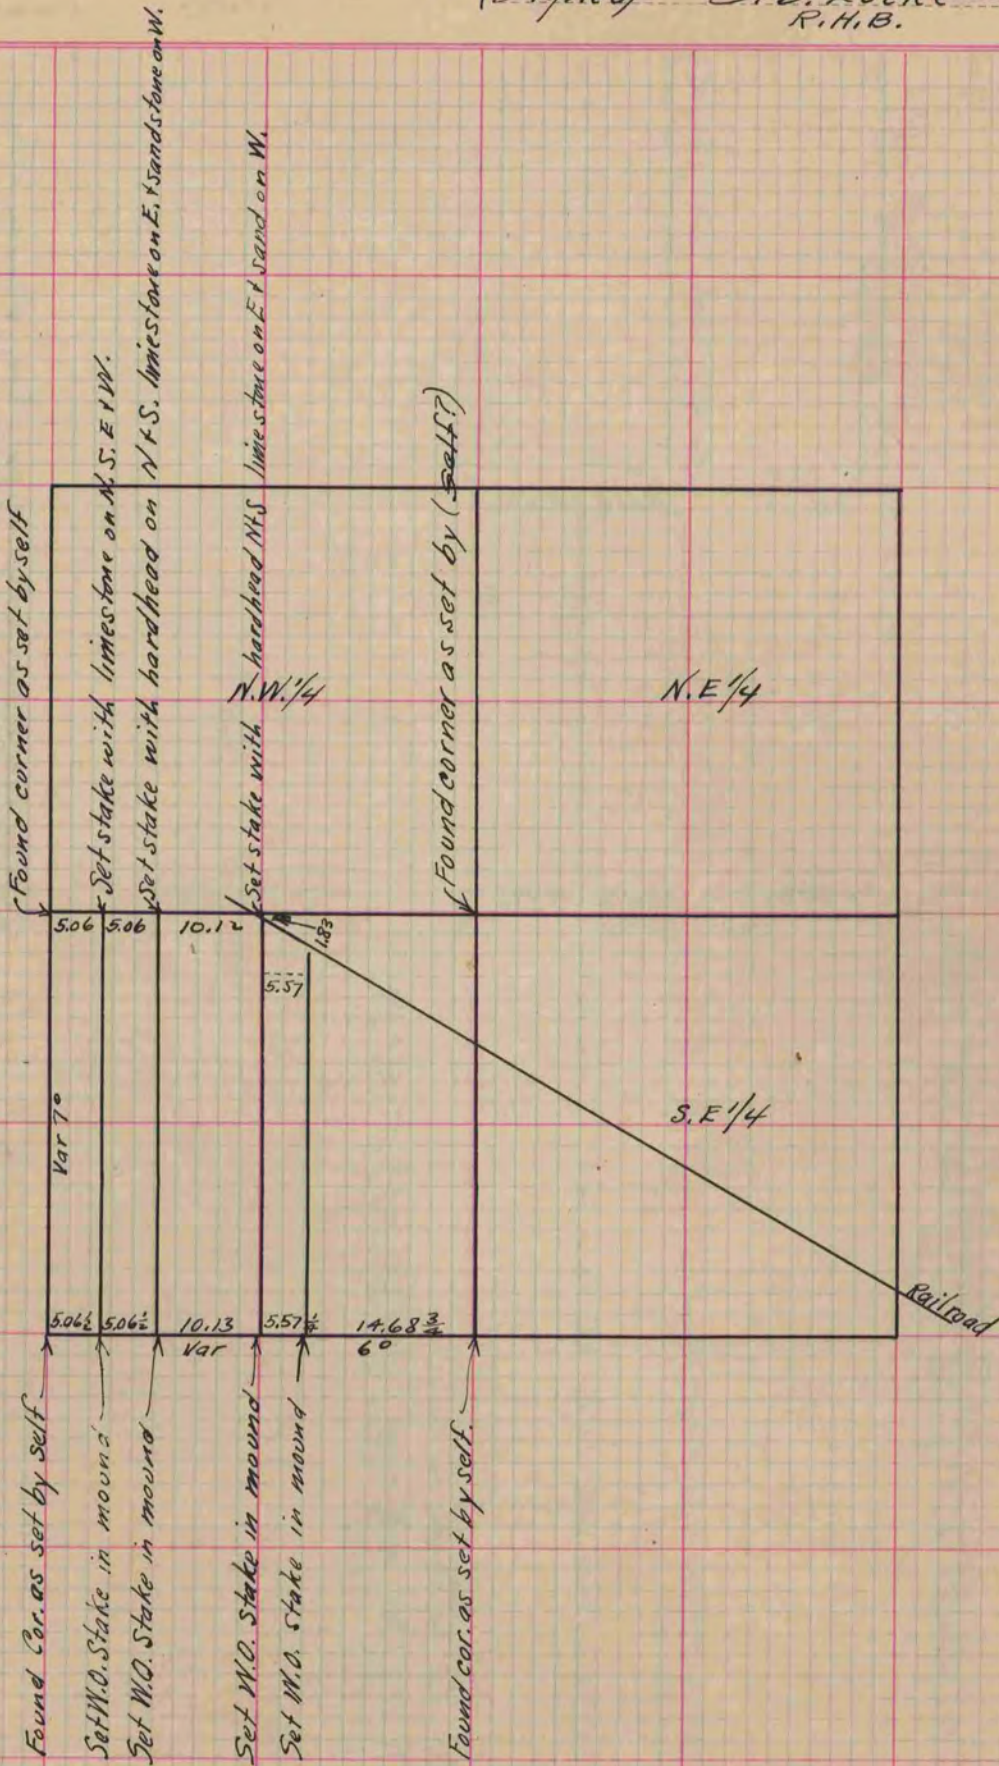 R.H.B.
Found corner as set by self
Set stake with limestone on N.S. E & W.
Set stake with hardhead on N & S. limestone on E. & sandstone on W.
Set stake with hardhead N & S limestone on E & sand on W.
Found corner as set by (self?)
N.W. 1/4
N.E 1/4
5.06
5.06
10.12
1.83
5.57
Var 7°
S.E 1/4
Railroad
5.06½
5.06½
10.13
5.57¼
14.68¾
Var
6°
Found Cor. as set by self
Set W.O. Stake in mound
Set W.O. Stake in mound
Set W.O. Stake in mound
Set W.O. Stake in mound
Found cor. as set by self.